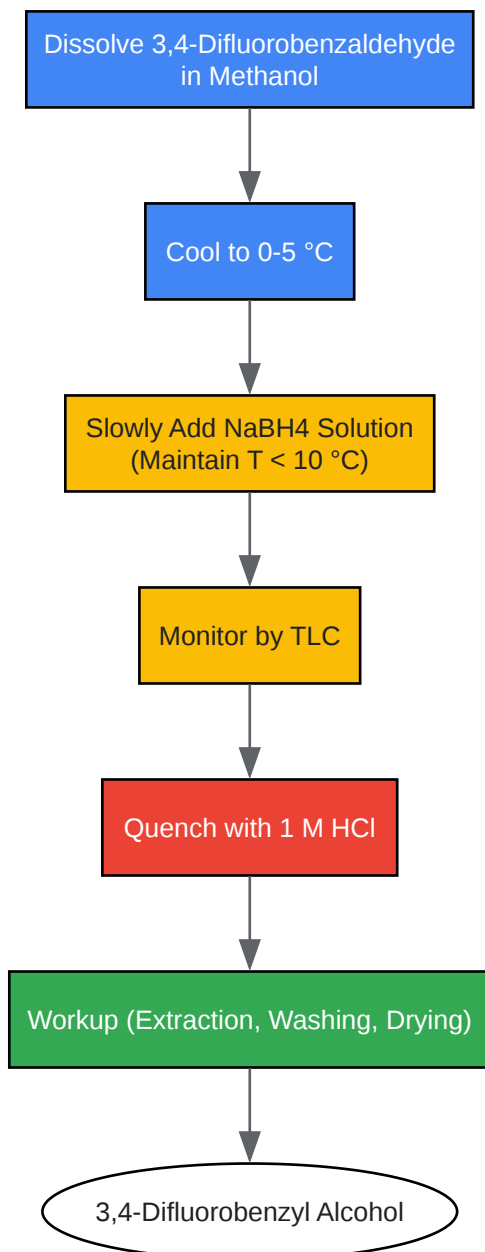 Dissolve 3,4-Difluorobenzaldehyde
in Methanol
Cool to 0-5 °C
Slowly Add NaBH4 Solution
(Maintain T < 10 °C)
Monitor by TLC
Quench with 1 M HCl
Workup (Extraction, Washing, Drying)
3,4-Difluorobenzyl Alcohol